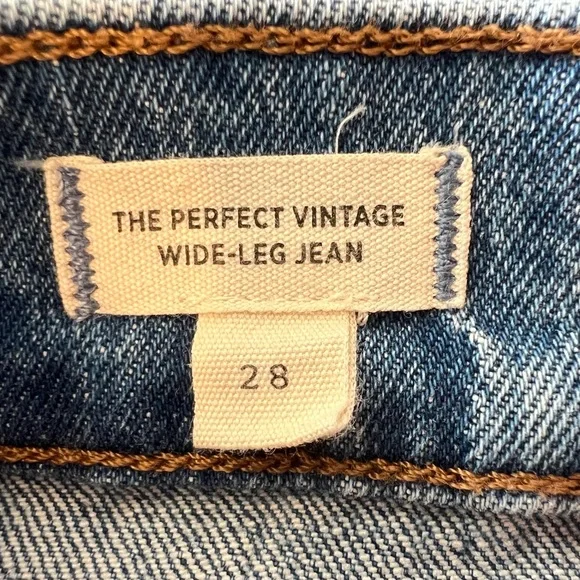 THE PERFECT VINTAGE
WIDE-LEG JEAN
28